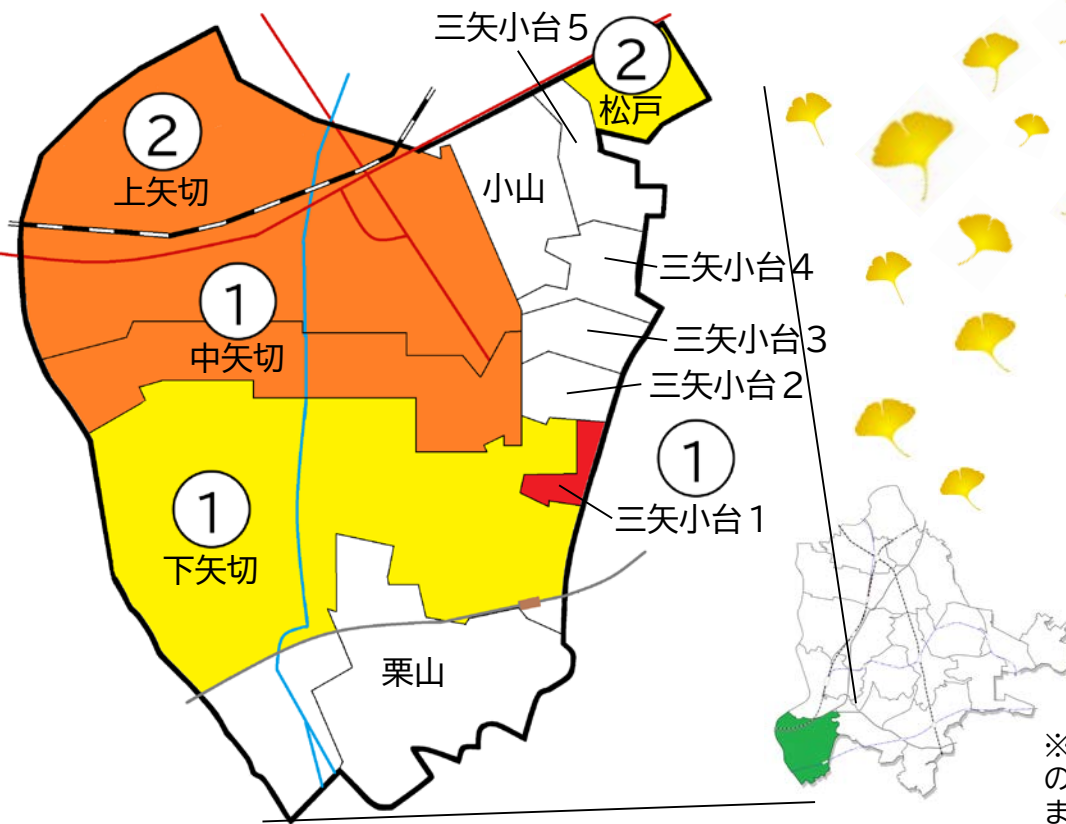 三矢小台5
②
松戸
②
上矢切
小山
三矢小台4
①
中矢切
三矢小台3
三矢小台2
①
三矢小台1
①
下矢切
栗山
※
の
ま